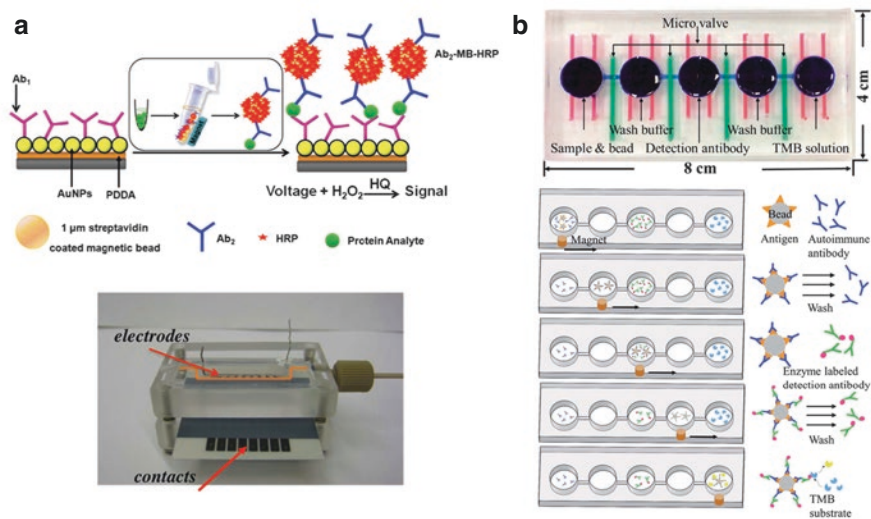 a
Ab1
Magnet
Ab2-MB-HRP
AuNPs
PDDA
Voltage + H2O2 HQ Signal
1 μm streptavidin
coated magnetic bead
Ab2
HRP
Protein Analyte
electrodes
contacts
b
Micro valve
Wash buffer
Wash buffer
Sample & bead
Detection antibody
TMB solution
4 cm
8 cm
Magnet
Bead
Antigen
Autoimmune
antibody
Wash
Enzyme labeled
detection antibody
Wash
TMB
substrate